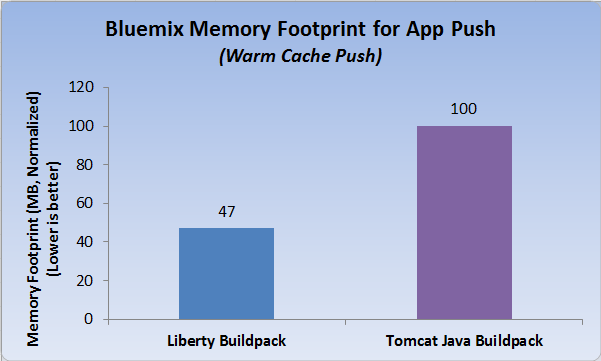 Bluemix Memory Footprint for App Push
(Warm Cache Push)
Memory Footprint (MB, Normalized)
(Lower is better)
120
100
80
60
40
20
0
47
100
Liberty Buildpack
Tomcat Java Buildpack